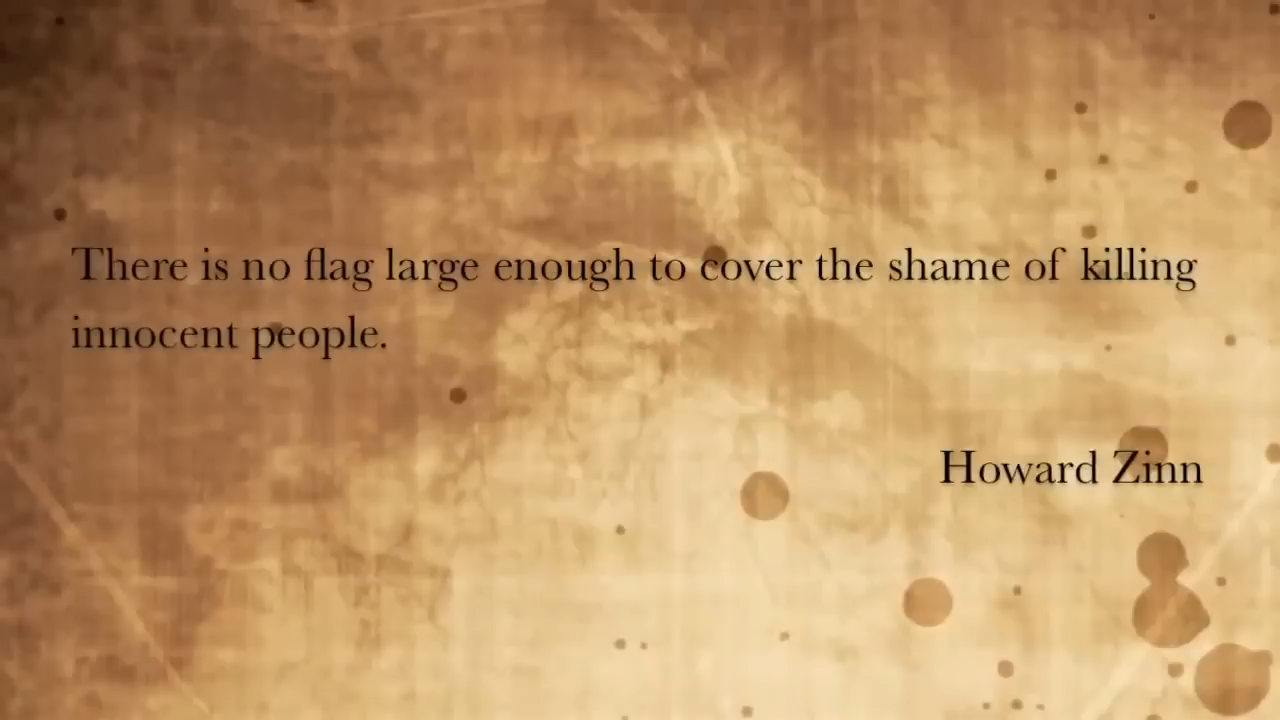 There is no flag large enough to cover the shame of killing
innocent people.
Howard Zinn